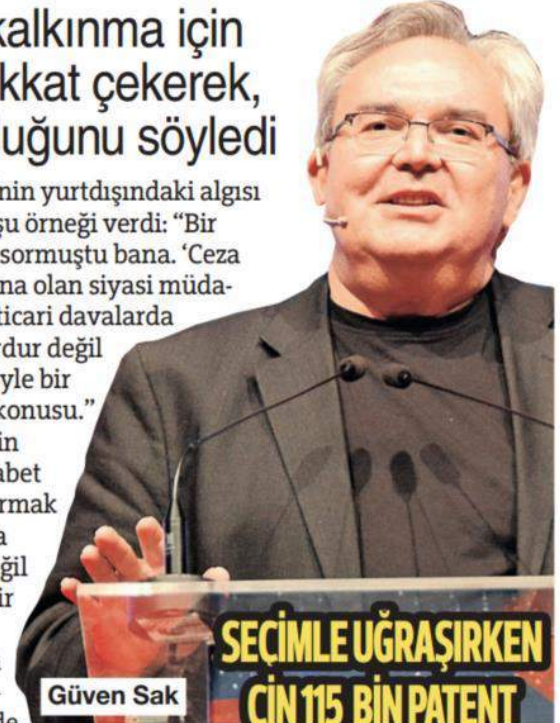 kalkınma için
kkat çekerek,
uğunu söyledi
nin yurtdışındaki algısı
şu örneği verdi: “Bir
sormuştu bana. ‘Ceza
na olan siyasi müda-
ticari davalarda
dur değil
yle bir
konusu.”
in
abet
rmak
a
ğil
ir
de
Güven Sak
SEÇİMLE UĞRAŞIRKEN
ÇİN 115 BİN PATENT